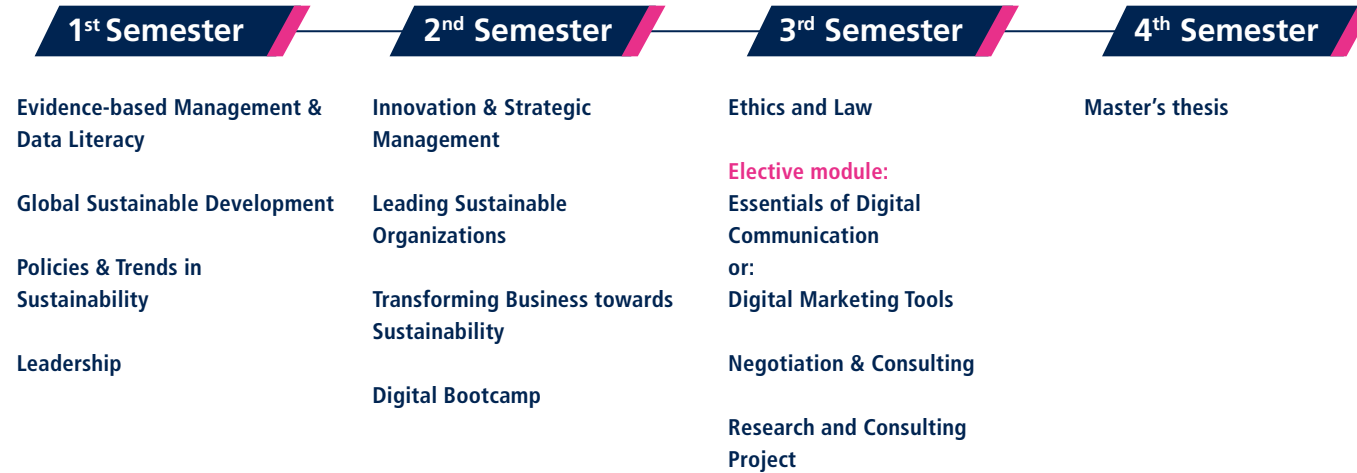 1st Semester
Evidence-based Management &
Data Literacy
Global Sustainable Development
Policies & Trends in
Sustainability
Leadership
2nd Semester
Innovation & Strategic
Management
Leading Sustainable
Organizations
Transforming Business towards
Sustainability
Digital Bootcamp
3rd Semester
Ethics and Law
Elective module:
Essentials of Digital
Communication
or:
Digital Marketing Tools
Negotiation & Consulting
Research and Consulting
Project
4th Semester
Master’s thesis